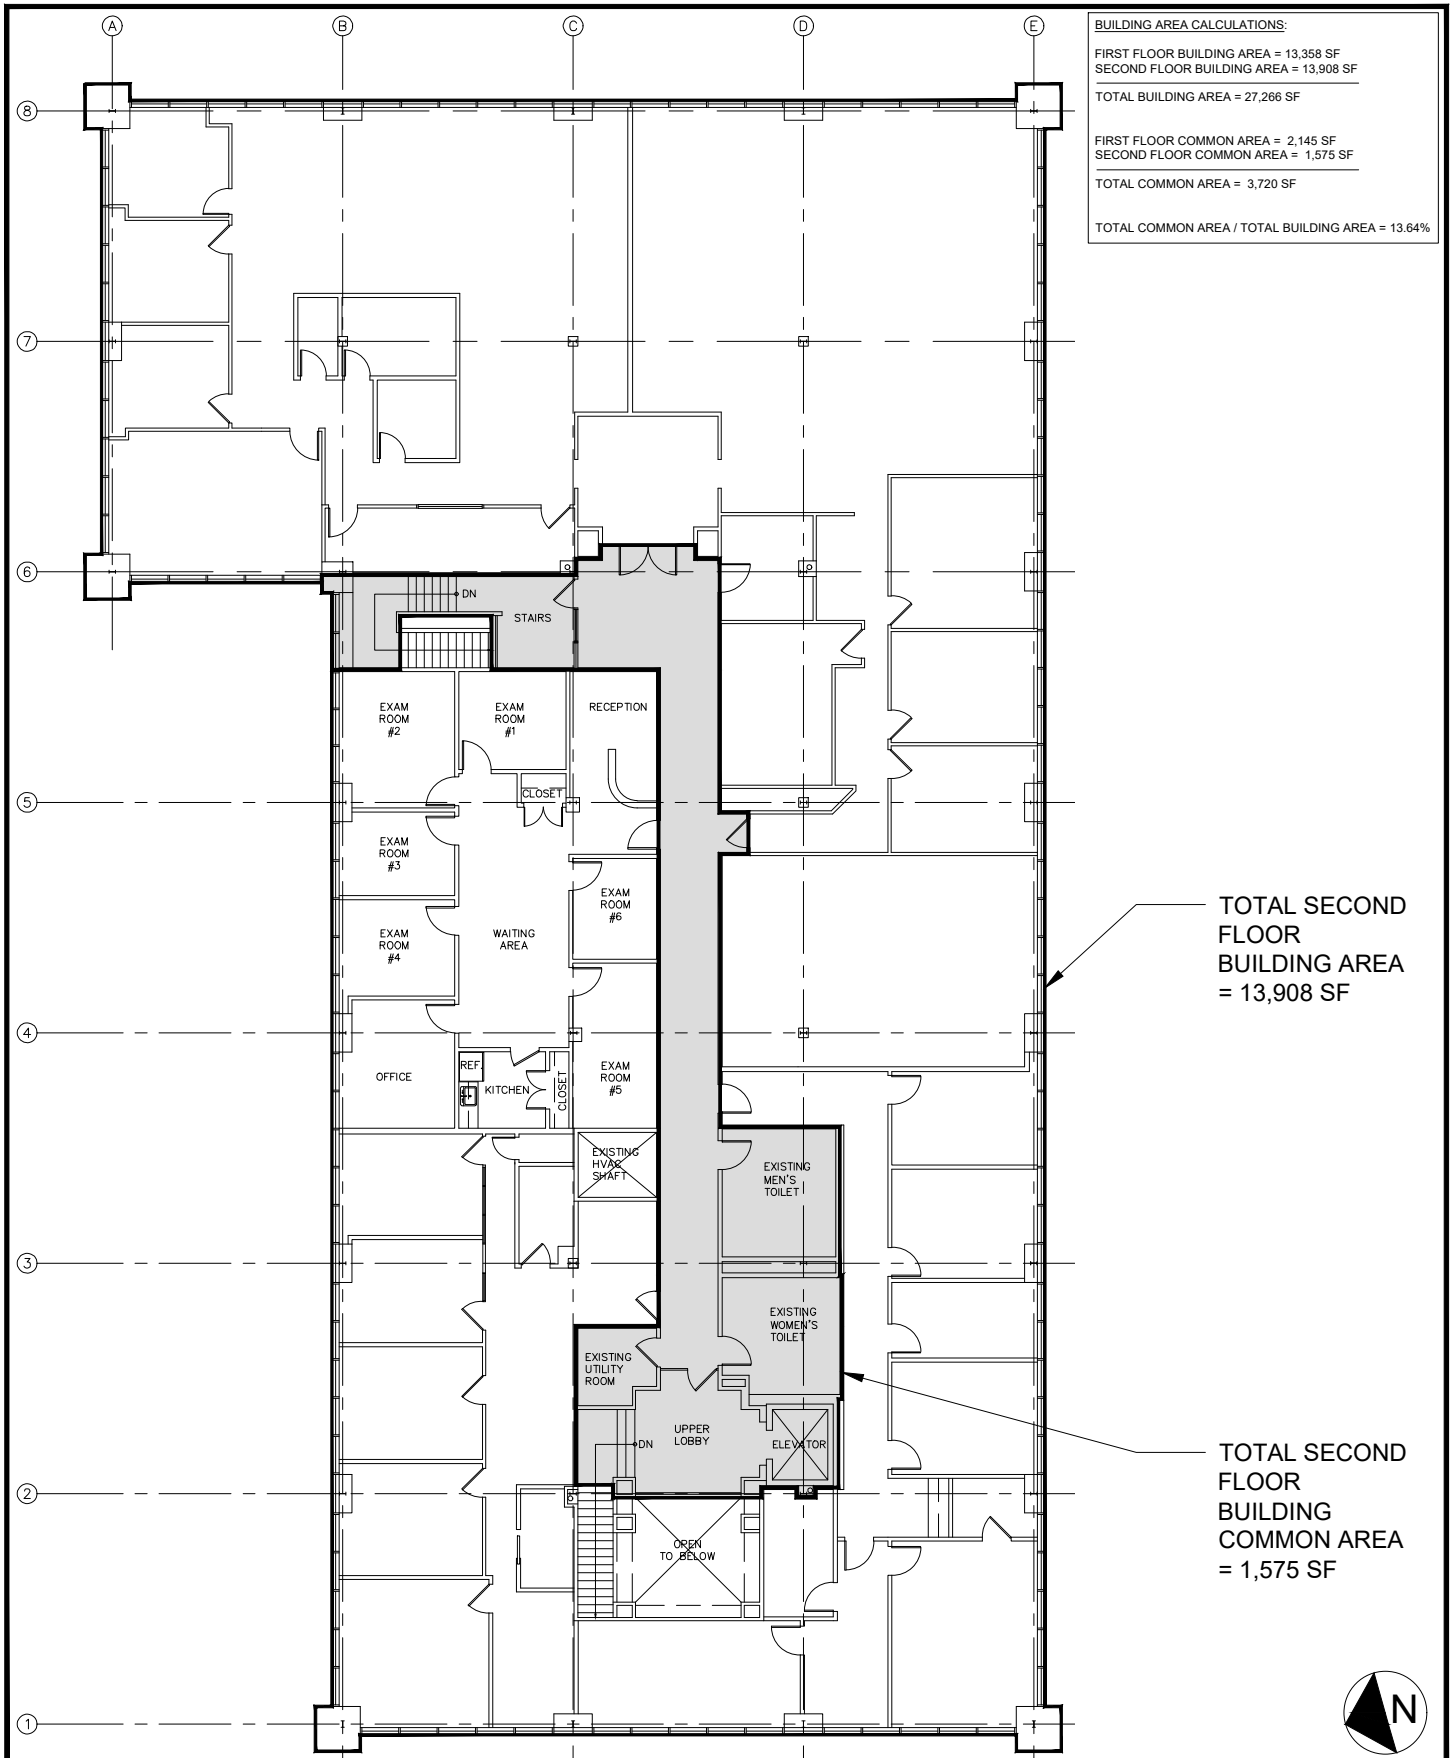 A
B
C
D
E
BUILDING AREA CALCULATIONS:
FIRST FLOOR BUILDING AREA = 13,358 SF
SECOND FLOOR BUILDING AREA = 13,908 SF
TOTAL BUILDING AREA = 27,266 SF
FIRST FLOOR COMMON AREA = 2,145 SF
SECOND FLOOR COMMON AREA = 1,575 SF
TOTAL COMMON AREA = 3,720 SF
TOTAL COMMON AREA / TOTAL BUILDING AREA = 13.64%
8
7
6
DN
STAIRS
EXAM
ROOM
#2
EXAM
ROOM
#1
RECEPTION
5
CLOSET
EXAM
ROOM
#3
EXAM
ROOM
#6
EXAM
ROOM
#4
WAITING
AREA
TOTAL SECOND
FLOOR
BUILDING AREA
= 13,908 SF
4
OFFICE
REF.
KITCHEN
CLOSET
EXAM
ROOM
#5
EXISTING
HVAC
SHAFT
EXISTING
MEN'S
TOILET
3
EXISTING
WOMEN'S
TOILET
EXISTING
UTILITY
ROOM
UPPER
LOBBY
DN
ELEVATOR
TOTAL SECOND
FLOOR
BUILDING
COMMON AREA
= 1,575 SF
2
OPEN
TO BELOW
1
N